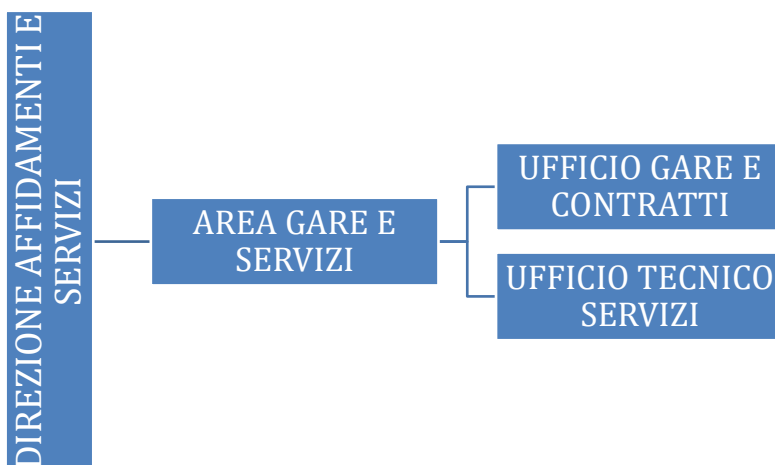 DIREZIONE AFFIDAMENTI E
SERVIZI
AREA GARE E
SERVIZI
UFFICIO GARE E
CONTRATTI
UFFICIO TECNICO
SERVIZI